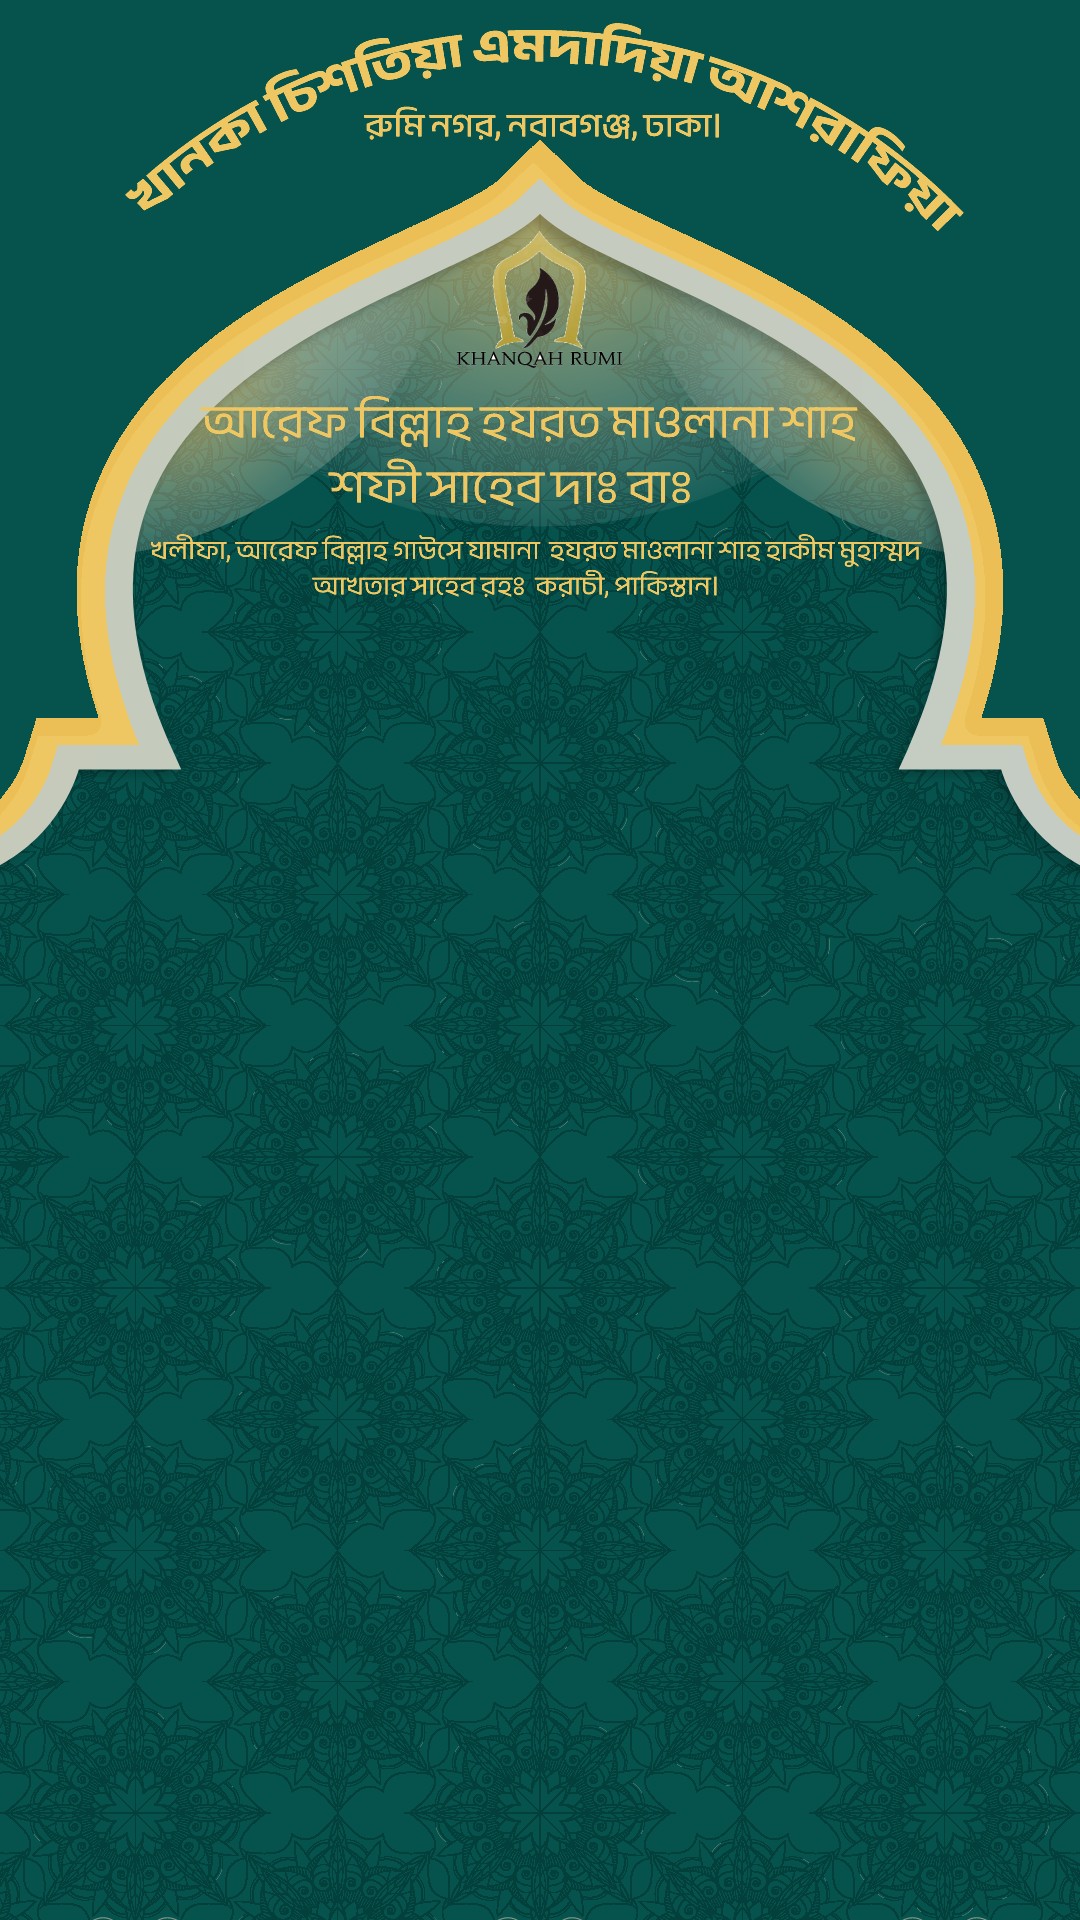 খানকা চিশতিয়া এমদাদিয়া আশরাফিয়া
রুমি নগর, নবাবগঞ্জ, ঢাকা।
KHANQAH RUMI
আরেফ বিল্লাহ হযরত মাওলানা শাহ
শফী সাহেব দাঃ বাঃ
খলীফা, আরেফ বিল্লাহ গাউসে যামানা হযরত মাওলানা শাহ হাকীম মুহাম্মদ
আখতার সাহেব রহঃ করাচী, পাকিস্তান।